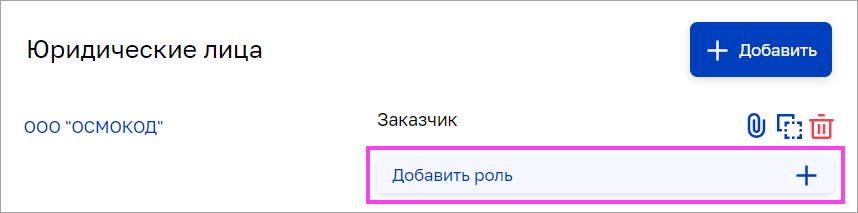 Юридические лица
Добавить
ООО "ОСМОКОД"
Заказчик
Добавить роль